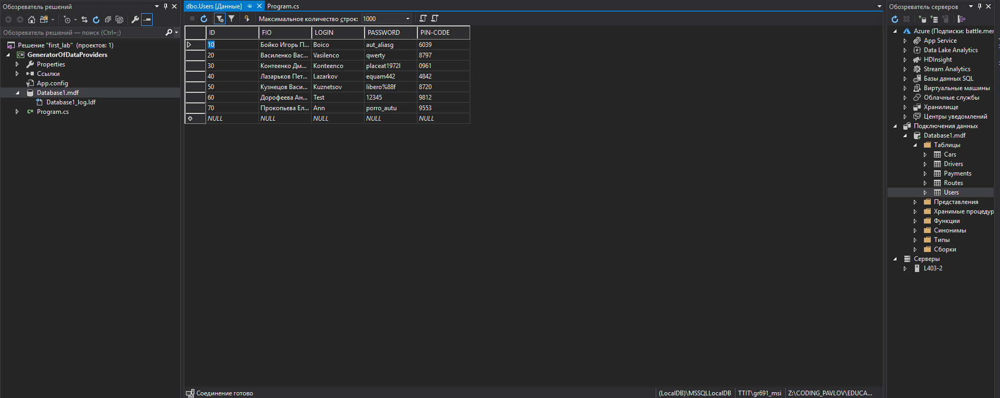 Обозреватель решений
Обозреватель решений — поиск (Ctrl+;)
Решение "first_lab" (проектов: 1)
GeneratorOfDataProviders
Properties
Ссылки
App.config
Database1.mdf
Database1_log.ldf
Program.cs
dbo.Users [Данные] Program.cs
Максимальное количество строк: 1000
ID FIO LOGIN PASSWORD PIN-CODE
10 Бойко Игорь П... Boico aut_aliasg 6039
20 Василенко Вас... Vasilenco qwerty 8797
30 Контеенко Дм... Konteenco placeat1972l 0961
40 Лазарьков Пет... Lazarkov equam442 4842
50 Кузнецов Васи... Kuznetsov libero%88f 8720
60 Дорофеева Ан... Test 12345 9812
70 Прокопьева Ел... Ann porro_autu 9553
NULL NULL NULL NULL NULL
Соединение готово (LocalDB)\MSSQLLocalDB TTIT\gr691_msi Z:\CODING_PAVLOV\EDUCA...
Обозреватель серверов
Azure (Подписки: battle.mer
App Service
Data Lake Analytics
HDInsight
Stream Analytics
Базы данных SQL
Виртуальные машины
Облачные службы
Хранилище
Центры уведомлений
Подключения данных
Database1.mdf
Таблицы
Cars
Drivers
Payments
Routes
Users
Представления
Хранимые процедур
Функции
Синонимы
Типы
Сборки
Серверы
L403-2